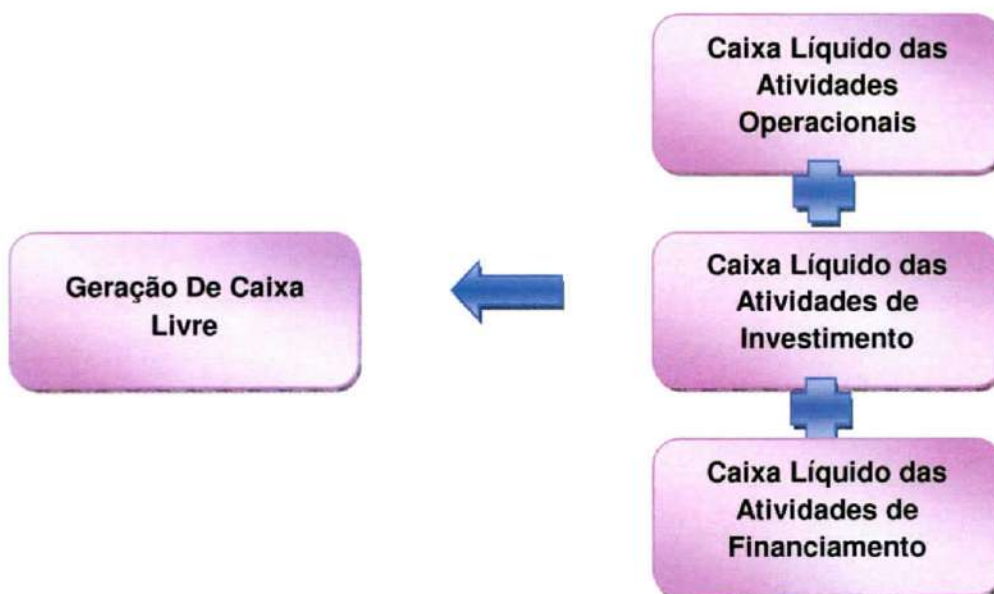 Caixa Líquido das
Atividades
Operacionais
Geração De Caixa
Livre
Caixa Líquido das
Atividades de
Investimento
Caixa Líquido das
Atividades de
Financiamento